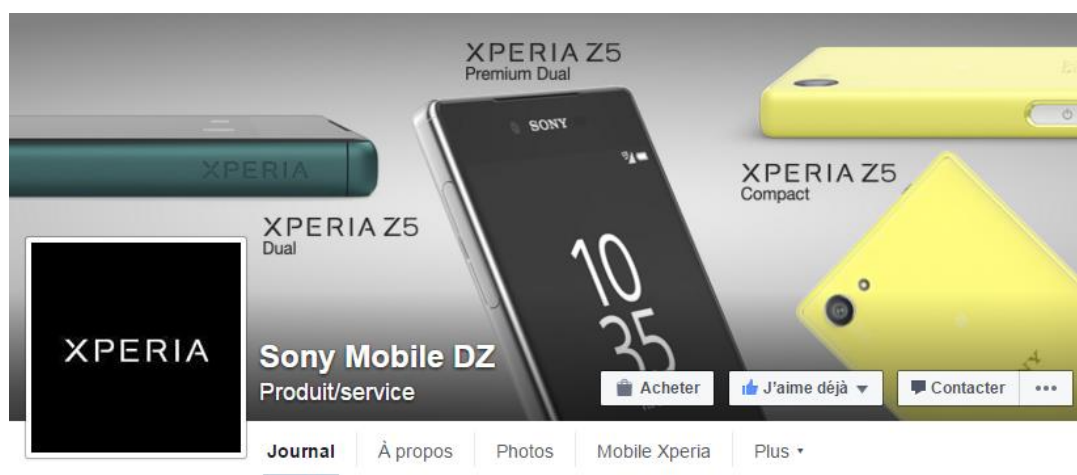 XPERIA Z5
Premium Dual
SONY
XPERIA
XPERIA Z5
Compact
XPERIA Z5
Dual
10
35
XPERIA
Sony Mobile DZ
Produit/service
Acheter
J'aime déjà
Contacter
Journal
À propos
Photos
Mobile Xperia
Plus